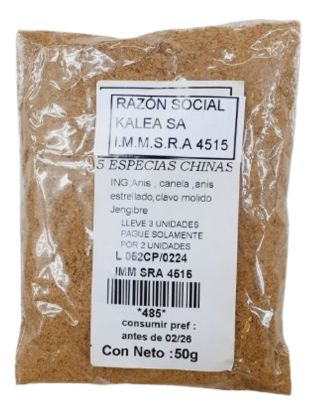 RAZÓN SOCIAL
KALEA SA
I.M.M.S.R.A 4515
5 ESPECIAS CHINAS
ING,Anis , canela ,anis
estrellado,clavo molido
Jengibre
LLEVE 3 UNIDADES
PAGUE SOLAMENTE
POR 2 UNIDADES
L 052CP/0224
IMM SRA 4515
*485*
consumir pref :
antes de 02/26
Con Neto :50g